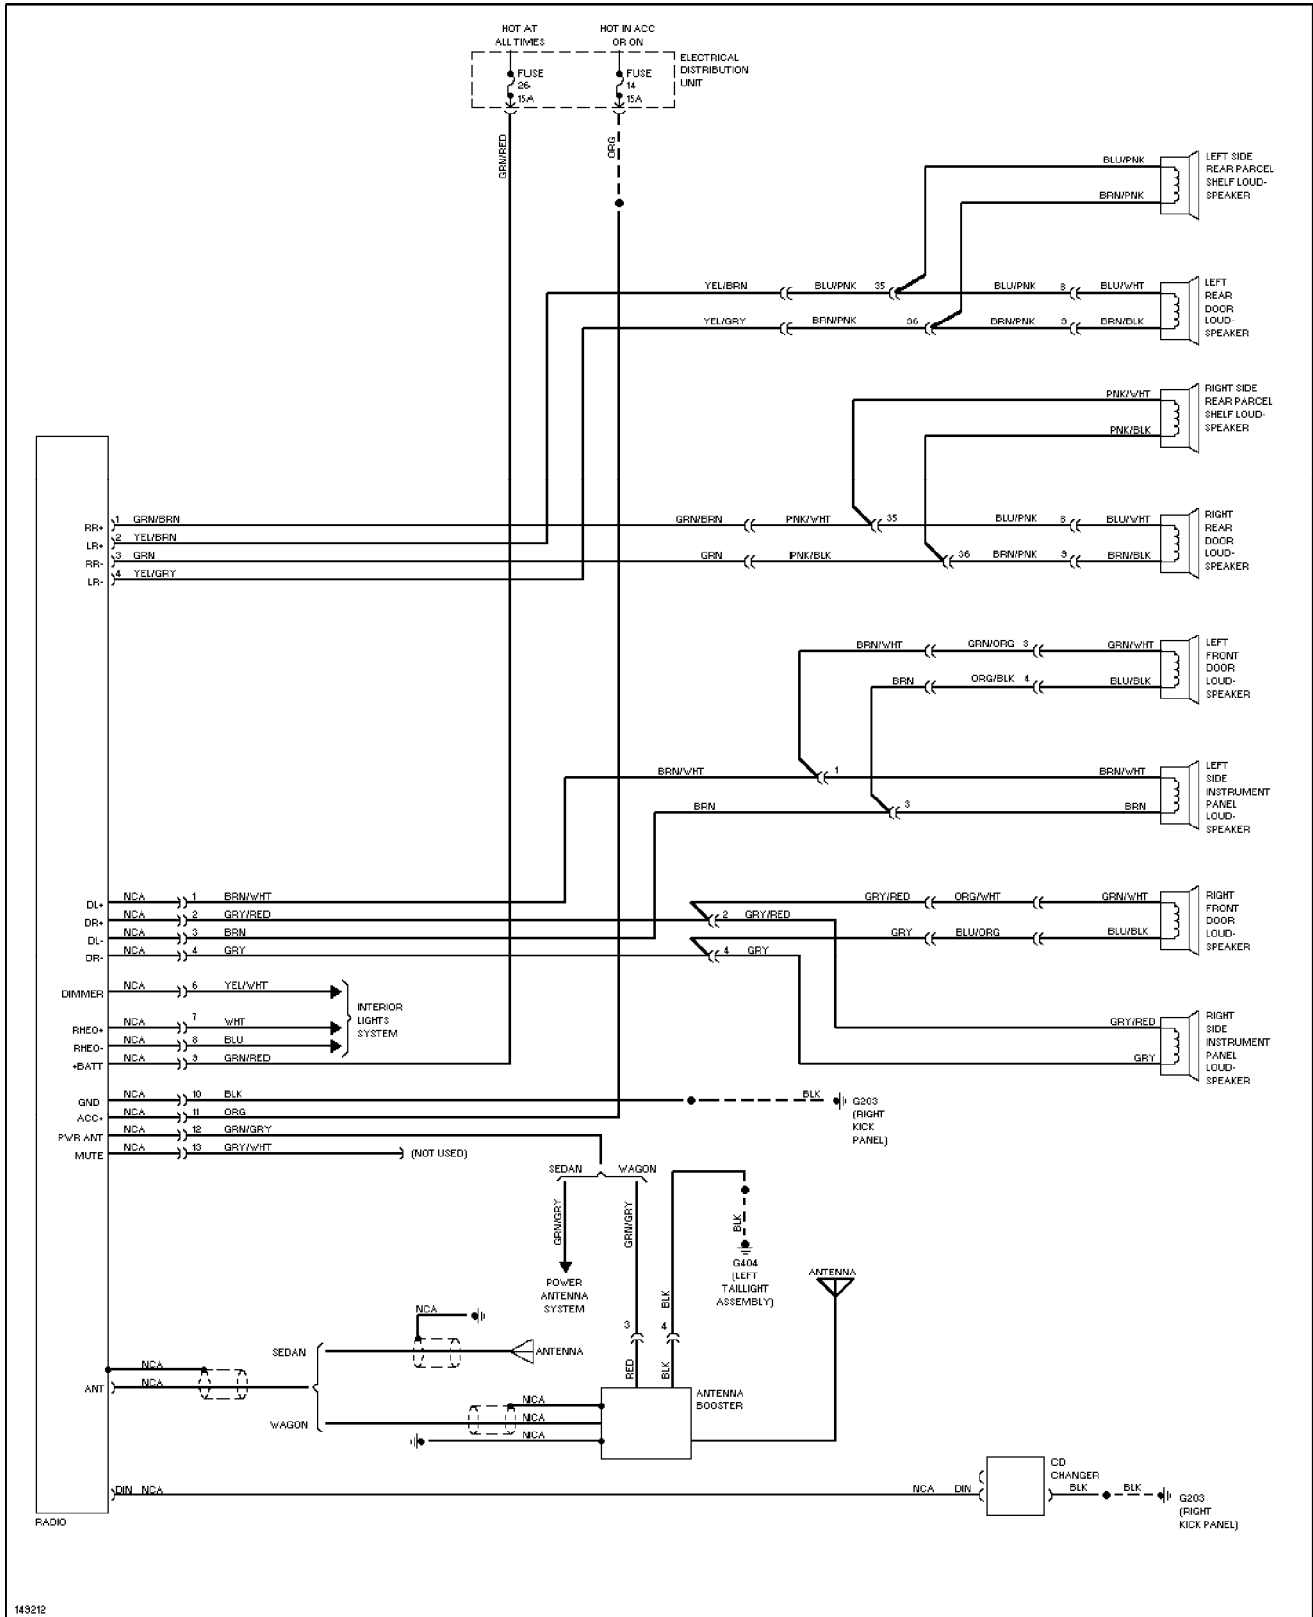 HOT AT
ALL TIMES
HOT IN ACC
OR ON
FUSE
26
15A
FUSE
14
15A
ELECTRICAL
DISTRIBUTION
UNIT
GRN/RED
ORG
BLU/PNK
BRN/PNK
LEFT SIDE
REAR PARCEL
SHELF LOUD-
SPEAKER
YEL/BRN
BLU/PNK
35
BLU/PNK
8
BLU/WHT
YEL/GRY
BRN/PNK
36
BRN/PNK
9
BRN/BLK
LEFT
REAR
DOOR
LOUD-
SPEAKER
PNK/WHT
PNK/BLK
RIGHT SIDE
REAR PARCEL
SHELF LOUD-
SPEAKER
RR+
1
GRN/BRN
GRN/BRN
PNK/WHT
35
BLU/PNK
8
BLU/WHT
LR+
2
YEL/BRN
RR-
3
GRN
GRN
PNK/BLK
36
BRN/PNK
9
BRN/BLK
LR-
4
YEL/GRY
RIGHT
REAR
DOOR
LOUD-
SPEAKER
BRN/WHT
GRN/ORG
3
GRN/WHT
BRN
ORG/BLK
4
BLU/BLK
LEFT
FRONT
DOOR
LOUD-
SPEAKER
BRN/WHT
1
BRN/WHT
BRN
3
BRN
LEFT
SIDE
INSTRUMENT
PANEL
LOUD-
SPEAKER
DL+
NCA
1
BRN/WHT
DR+
NCA
2
GRY/RED
DL-
NCA
3
BRN
DR-
NCA
4
GRY
GRY/RED
ORG/WHT
GRN/WHT
2
GRY/RED
GRY
BLU/ORG
BLU/BLK
4
GRY
RIGHT
FRONT
DOOR
LOUD-
SPEAKER
DIMMER
NCA
6
YEL/WHT
RHEO+
NCA
7
WHT
RHEO-
NCA
8
BLU
+BATT
NCA
9
GRN/RED
INTERIOR
LIGHTS
SYSTEM
GRY/RED
GRY
RIGHT
SIDE
INSTRUMENT
PANEL
LOUD-
SPEAKER
GND
NCA
10
BLK
BLK
G203
(RIGHT
KICK
PANEL)
ACC+
NCA
11
ORG
PWR ANT
NCA
12
GRN/GRY
MUTE
NCA
13
GRY/WHT
(NOT USED)
SEDAN
WAGON
GRN/GRY
GRN/GRY
POWER
ANTENNA
SYSTEM
BLK
G404
(LEFT
TAILLIGHT
ASSEMBLY)
BLK
3
4
RED
BLK
ANTENNA
NCA
SEDAN
ANTENNA
NCA
ANT
NCA
WAGON
NCA
NCA
NCA
ANTENNA
BOOSTER
DIN
NCA
NCA
DIN
CD
CHANGER
BLK
BLK
G203
(RIGHT
KICK PANEL)
RADIO
149212